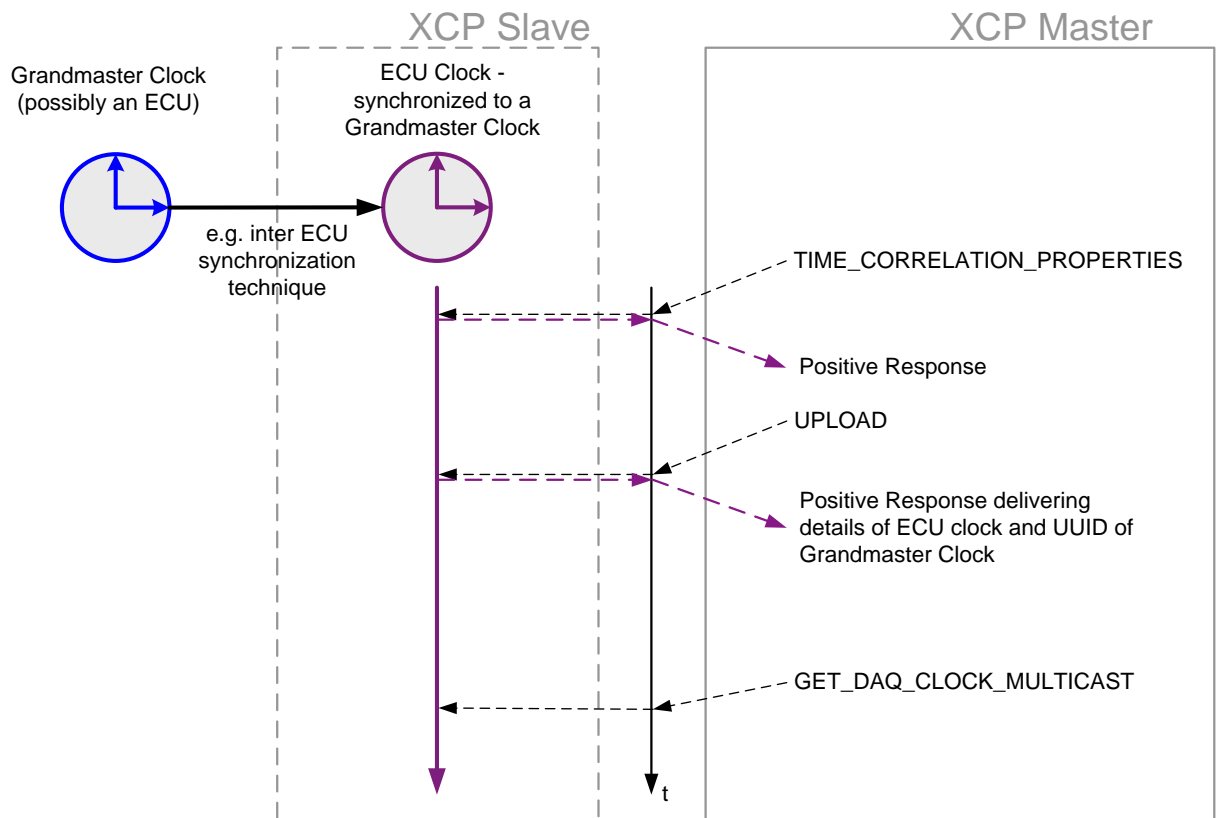 XCP Slave
XCP Master
Grandmaster Clock
(possibly an ECU)
ECU Clock -
synchronized to a
Grandmaster Clock
e.g. inter ECU
synchronization
technique
TIME_CORRELATION_PROPERTIES
Positive Response
UPLOAD
Positive Response delivering
details of ECU clock and UUID of
Grandmaster Clock
GET_DAQ_CLOCK_MULTICAST
t